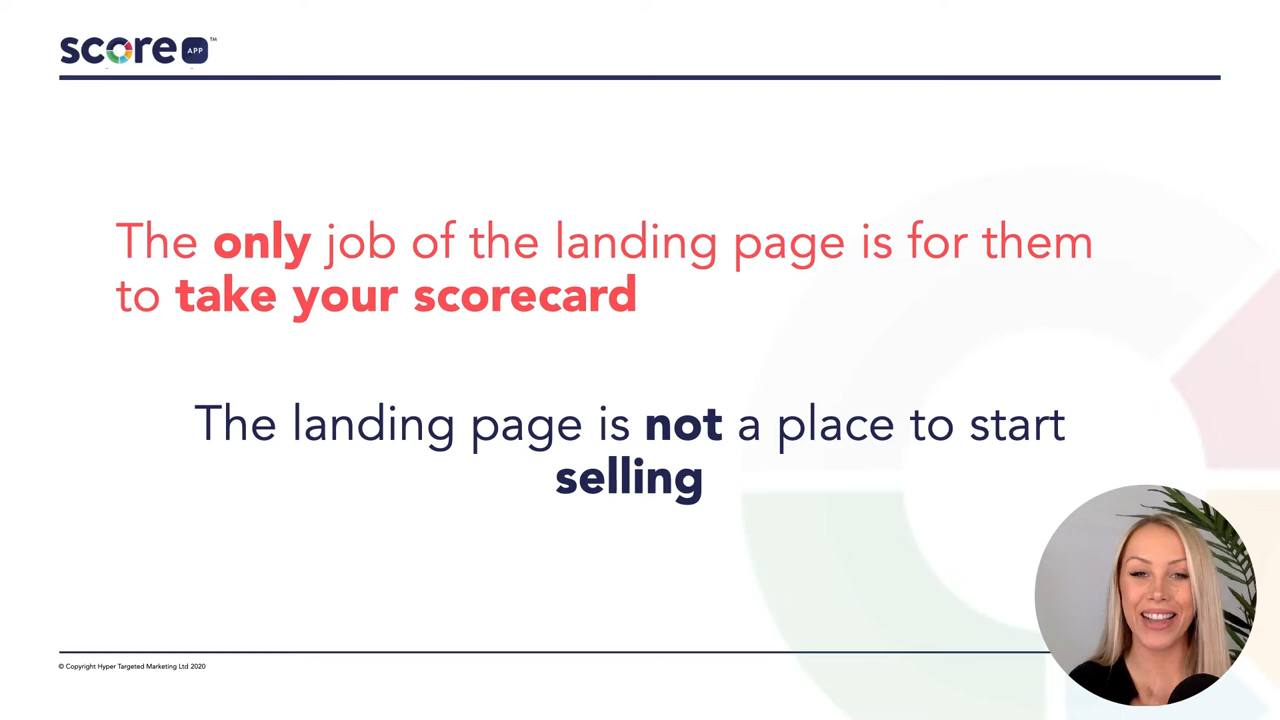 score APP ™
The only job of the landing page is for them
to take your scorecard
The landing page is not a place to start
selling
© Copyright Hyper Targeted Marketing Ltd 2020